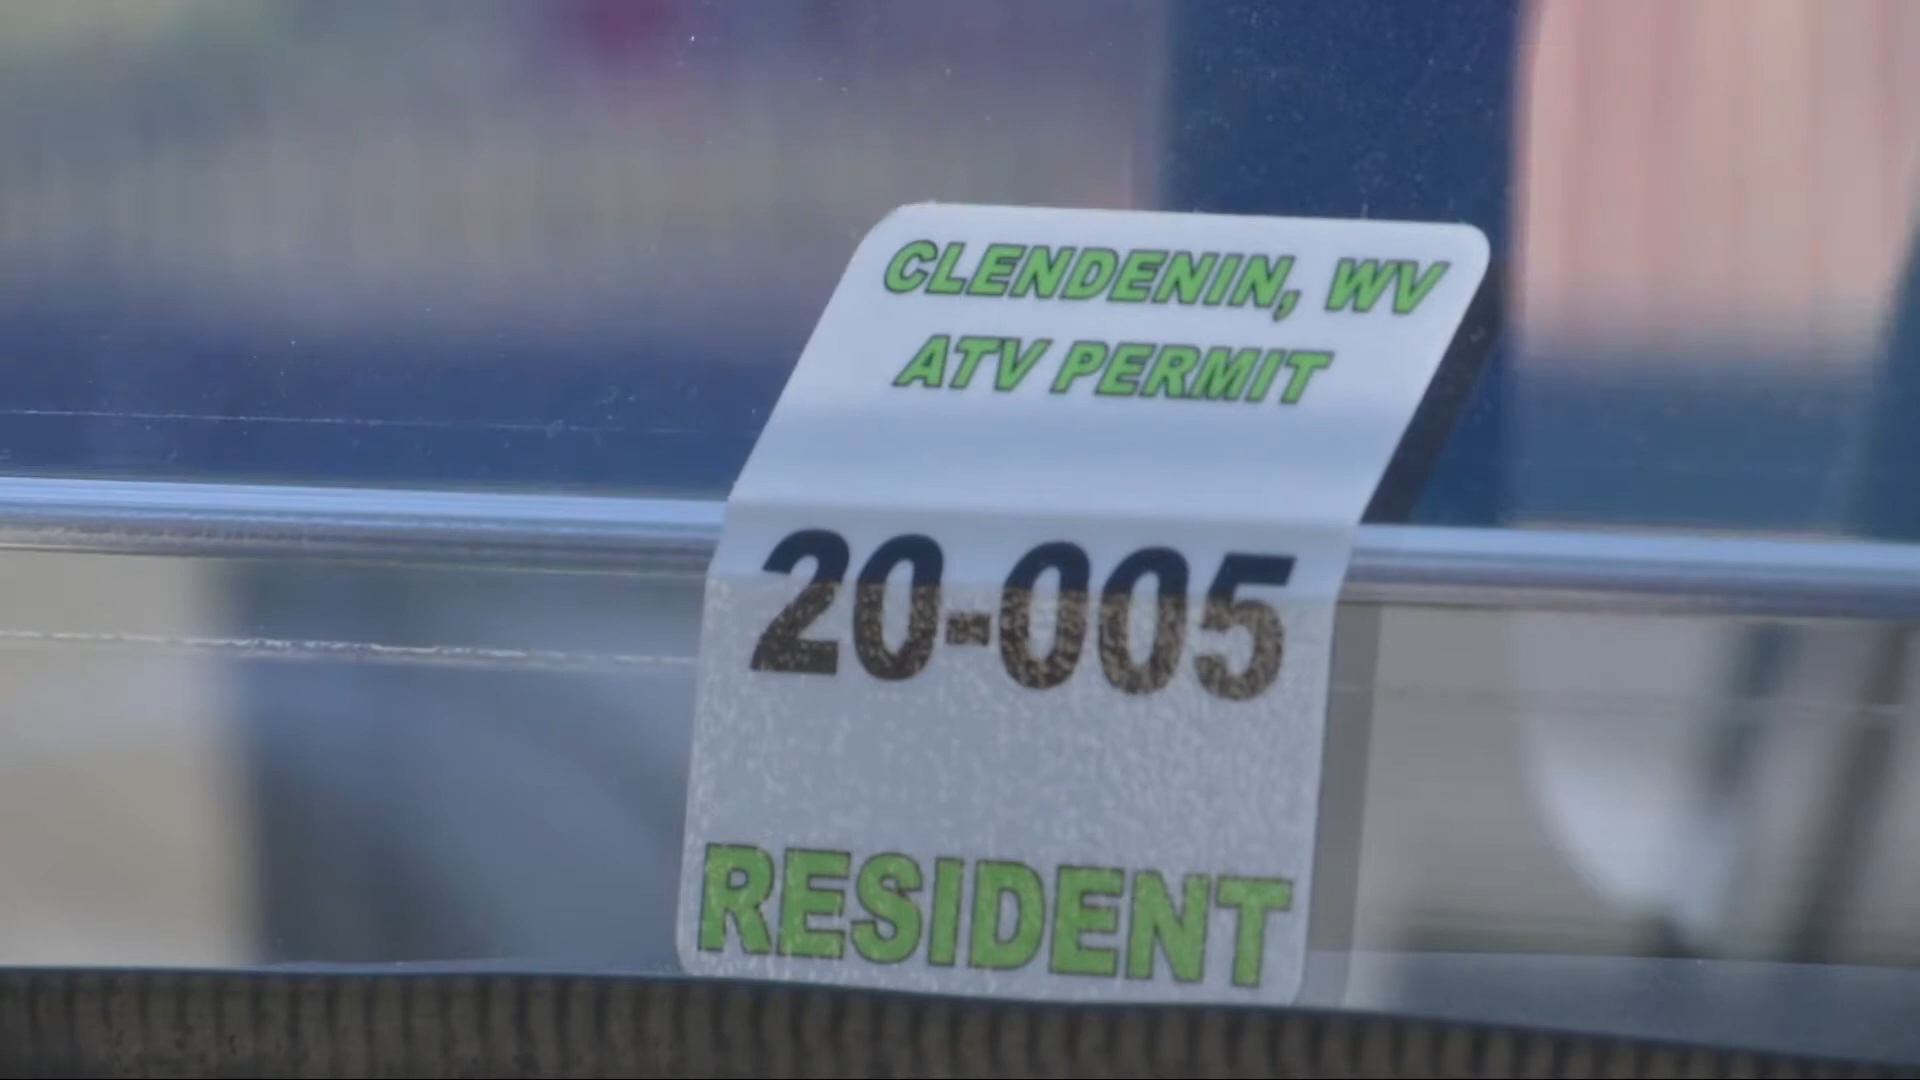 CLENDENIN, WV
ATV PERMIT
20-005
RESIDENT